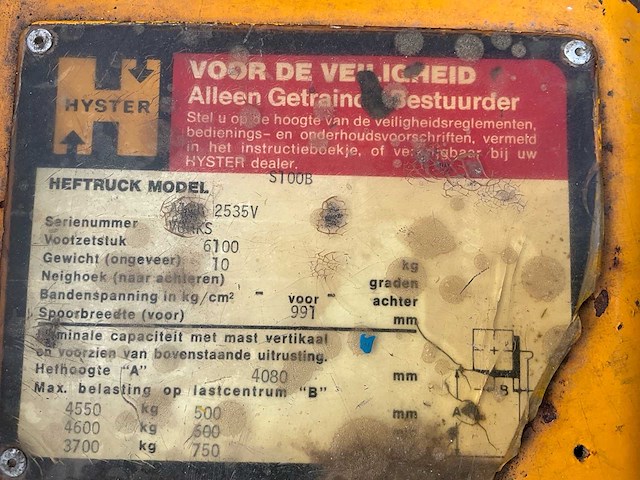 HYSTER
VOOR DE VEILIGHEID
Alleen Getrainde Bestuurder
Stel u op de hoogte van de veiligheidsreglementen,
bedienings- en onderhoudsvoorschriften, vermeld
in het instructieboekje, of verkrijgbaar bij uw
HYSTER dealer.
HEFTRUCK MODEL S100B
Serienummer 2535V
Vootzetstuk FORKS
Gewicht (ongeveer) 6100 kg
Neighoek (naar achteren) 10 graden
Bandenspanning in kg/cm² - voor - achter
Spoorbreedte (voor) 991 mm
Nominale capaciteit met mast vertikaal
en voorzien van bovenstaande uitrusting.
Hefhoogte "A" 4080 mm
Max. belasting op lastcentrum "B"
4550 kg 500 mm
4600 kg 600
3700 kg 750
B
A